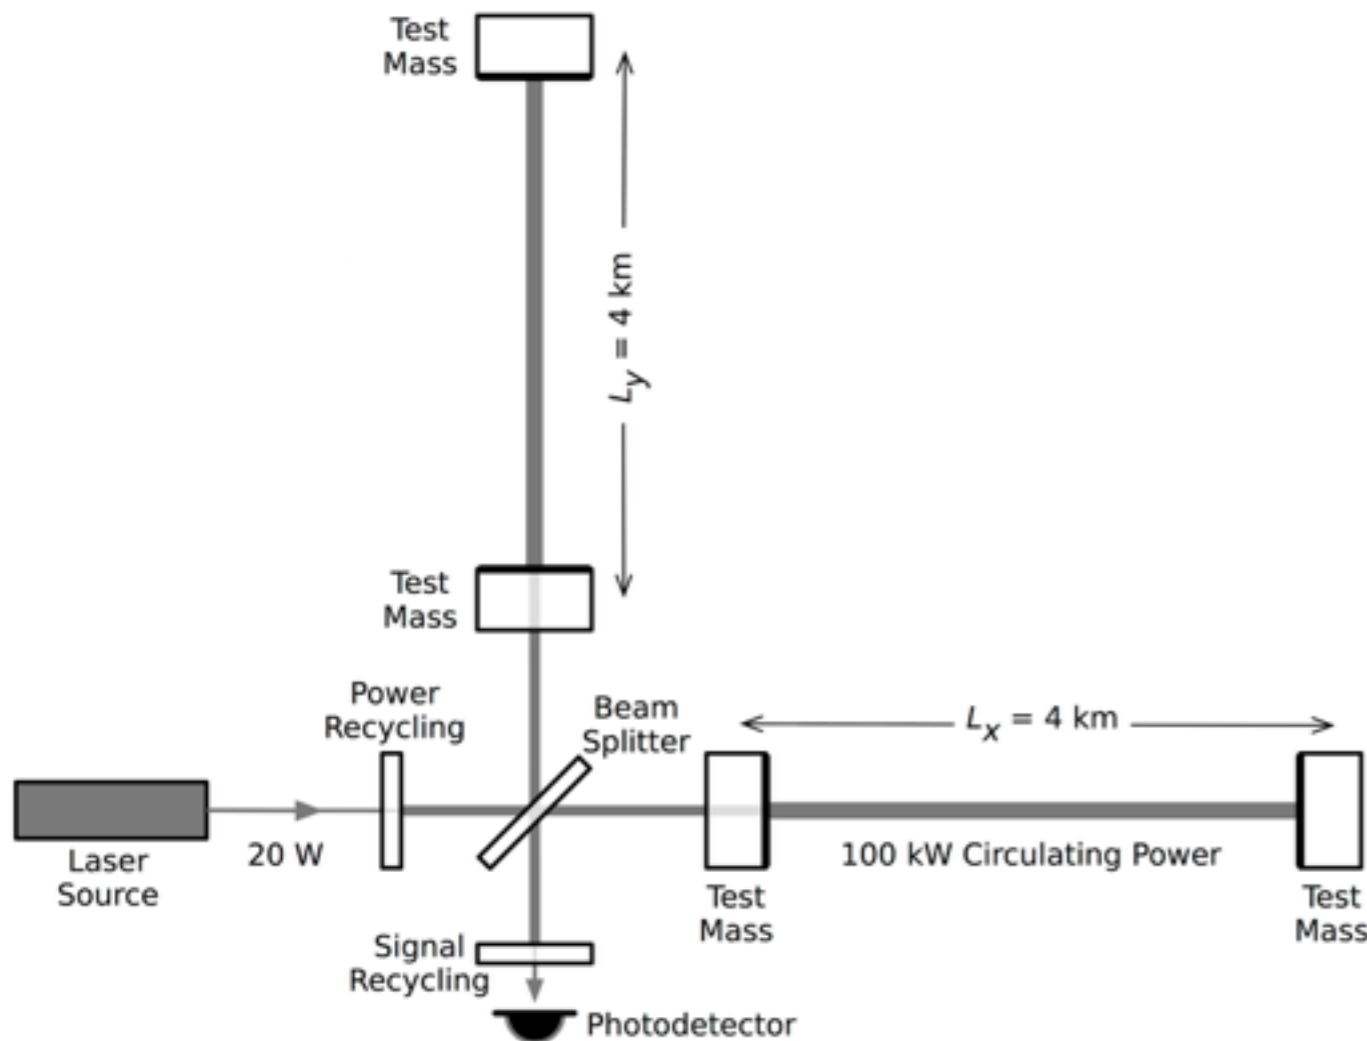 Test
Mass
L_y = 4 km
Test
Mass
Power
Recycling
Beam
Splitter
L_x = 4 km
Laser
Source
20 W
100 kW Circulating Power
Test
Mass
Test
Mass
Signal
Recycling
Photodetector